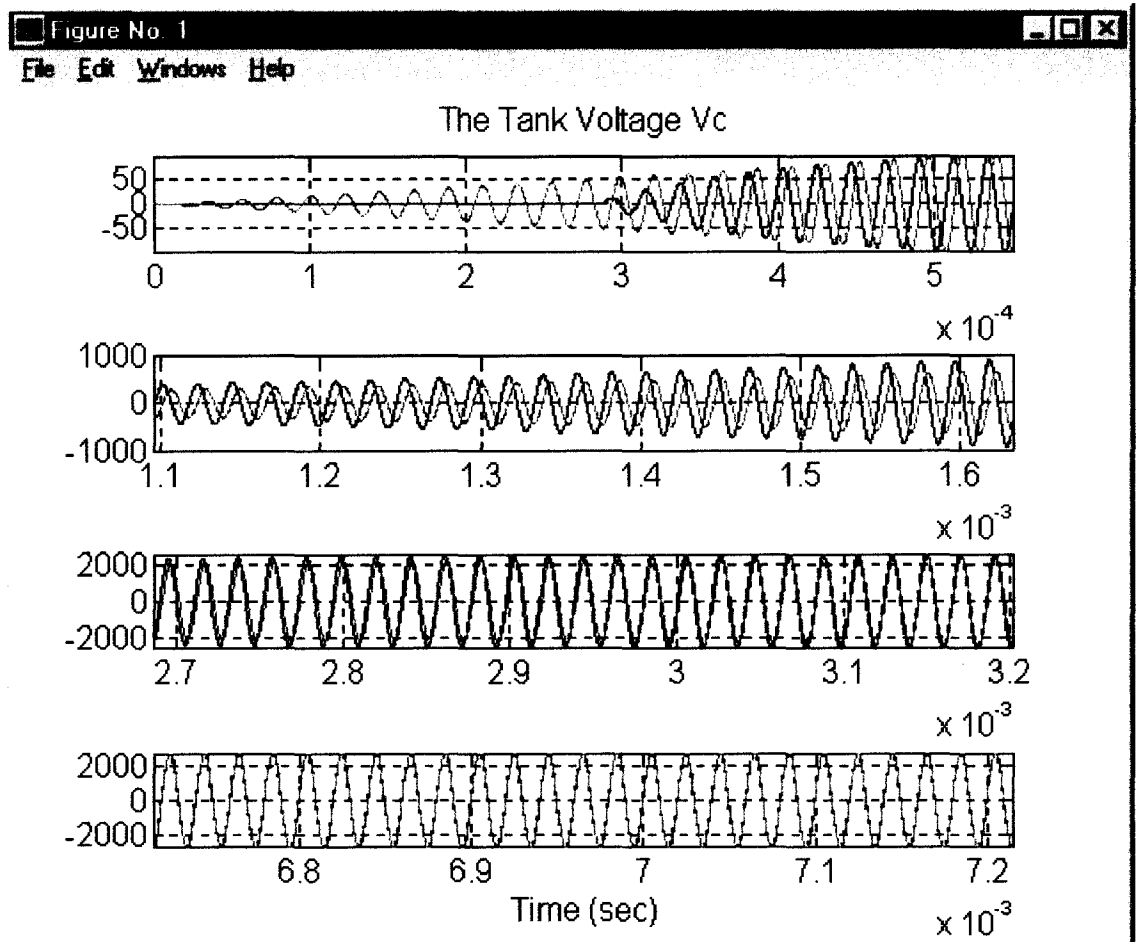 Figure No. 1
File Edit Windows Help
The Tank Voltage Vc
50
0
-50
0 1 2 3 4 5
x 10^-4
1000
0
-1000
1.1 1.2 1.3 1.4 1.5 1.6
x 10^-3
2000
0
-2000
2.7 2.8 2.9 3 3.1 3.2
x 10^-3
2000
0
-2000
6.8 6.9 7 7.1 7.2
Time (sec)
x 10^-3